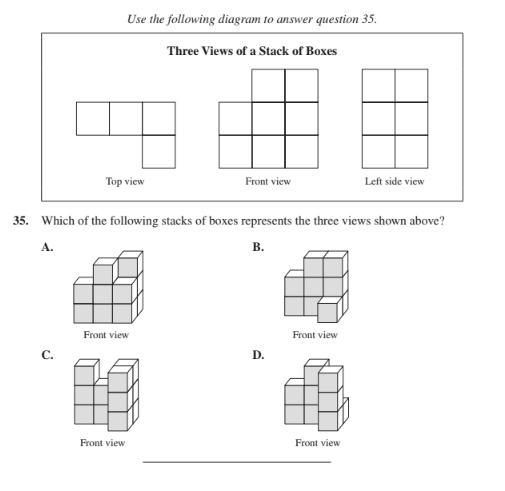 Use the following diagram to answer question 35.
Three Views of a Stack of Boxes
Top view
Front view
Left side view
35. Which of the following stacks of boxes represents the three views shown above?
A.
B.
Front view
Front view
C.
D.
Front view
Front view